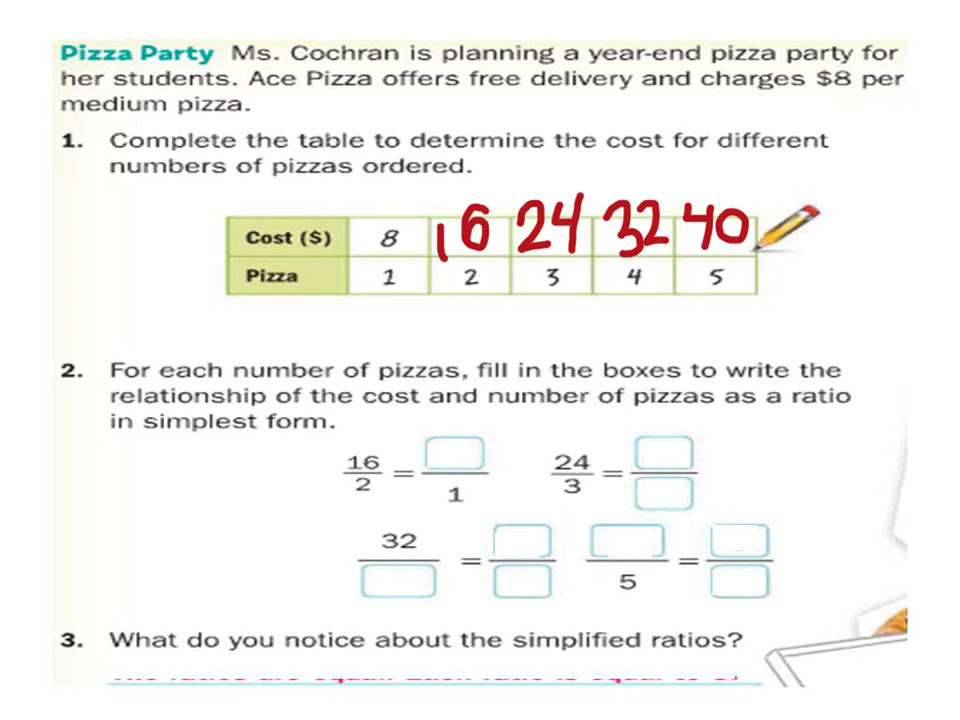 Pizza Party Ms. Cochran is planning a year-end pizza party for
her students. Ace Pizza offers free delivery and charges $8 per
medium pizza.
1. Complete the table to determine the cost for different
numbers of pizzas ordered.
Cost ($) 8 16 24 32 40
Pizza 1 2 3 4 5
2. For each number of pizzas, fill in the boxes to write the
relationship of the cost and number of pizzas as a ratio
in simplest form.
16/2 = /1 24/3 =
32/ = /5 =
3. What do you notice about the simplified ratios?